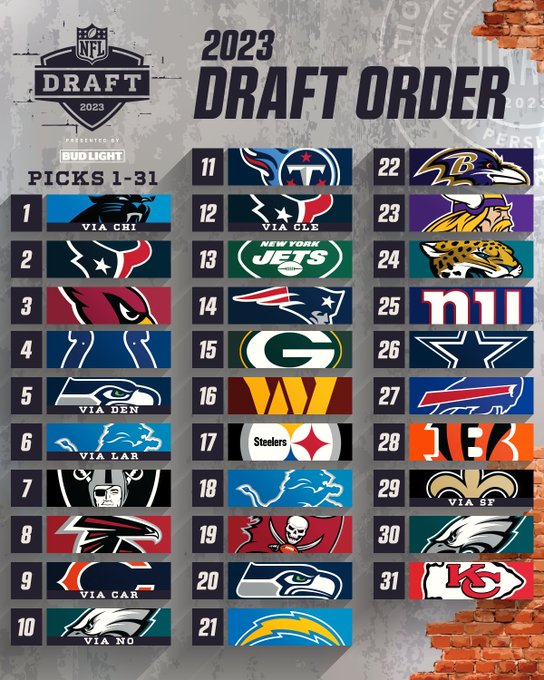 NFL
DRAFT
2023
PRESENTED BY
BUD LIGHT
2023
DRAFT ORDER
PICKS 1-31
1
VIA CHI
2
3
4
5
VIA DEN
6
VIA LAR
7
8
9
VIA CAR
10
VIA NO
11
T
12
VIA CLE
13
NEW YORK
JETS
14
15
G
16
W
17
Steelers
18
19
20
21
22
B
23
24
25
ny
26
27
28
B
29
VIA SF
30
31
KC